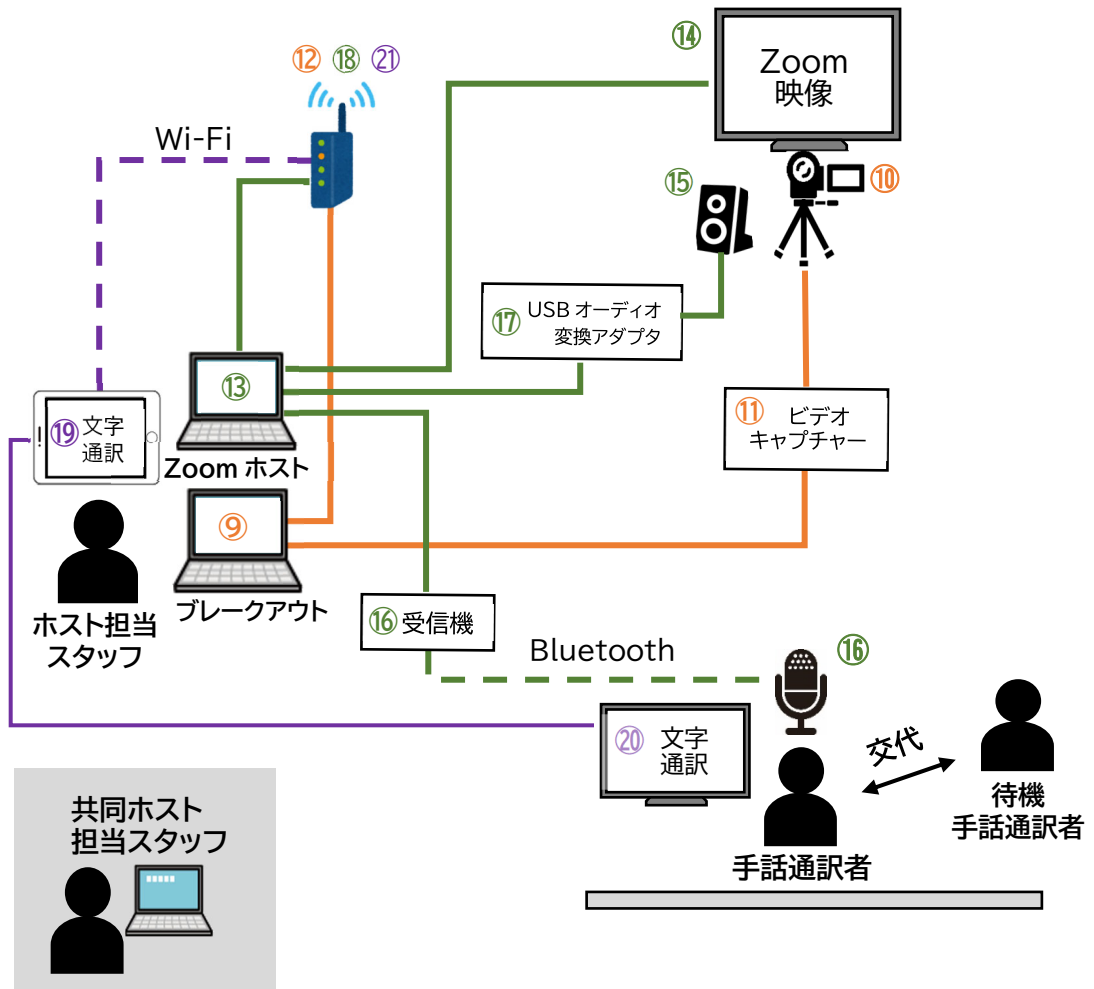 ⑫ ⑱ ㉑
Wi-Fi
⑭
Zoom
映像
⑮
⑩
⑰ USB オーディオ
変換アダプタ
⑬
Zoom ホスト
⑲ 文字
通訳
⑪ ビデオ
キャプチャー
⑨
ブレークアウト
ホスト担当
スタッフ
⑯ 受信機
Bluetooth
⑯
⑳ 文字
通訳
交代
手話通訳者
待機
手話通訳者
共同ホスト
担当スタッフ